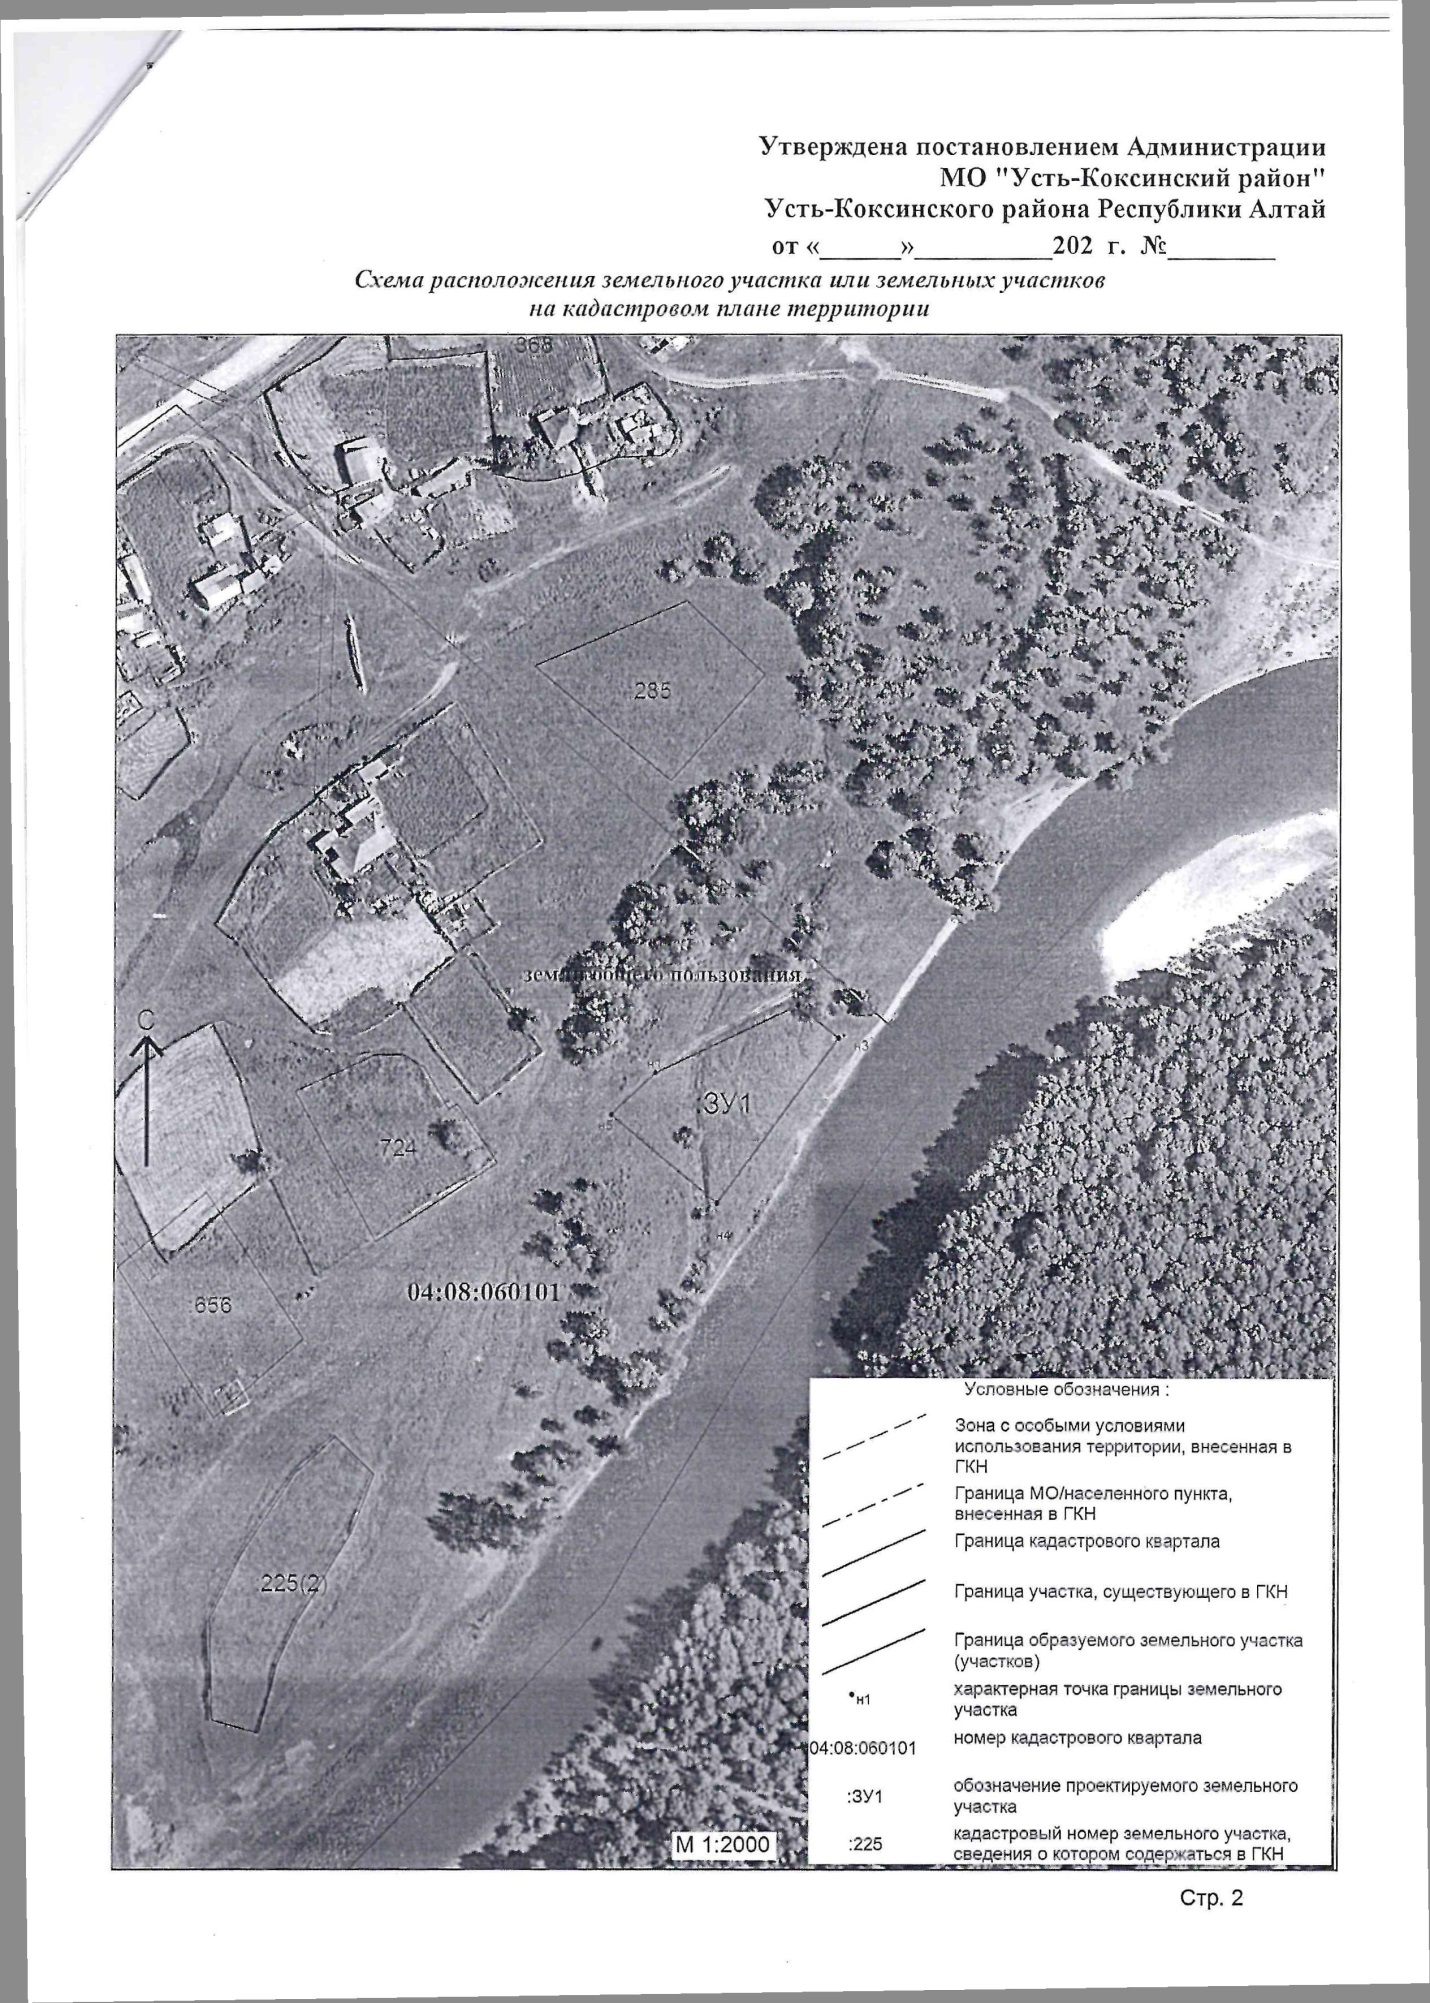 Утверждена постановлением Администрации
МО "Усть-Коксинский район"
Усть-Коксинского района Республики Алтай
от «______»__________202 г. №________
Схема расположения земельного участка или земельных участков
на кадастровом плане территории
368
285
земли общего пользования
С
н1
н3
:ЗУ1
н5
724
н4
04:08:060101
:656
225(2)
Условные обозначения :
Зона с особыми условиями
использования территории, внесенная в
ГКН
Граница МО/населенного пункта,
внесенная в ГКН
Граница кадастрового квартала
Граница участка, существующего в ГКН
Граница образуемого земельного участка
(участков)
н1
характерная точка границы земельного
участка
04:08:060101
номер кадастрового квартала
:ЗУ1
обозначение проектируемого земельного
участка
:225
кадастровый номер земельного участка,
сведения о котором содержаться в ГКН
М 1:2000
Стр. 2